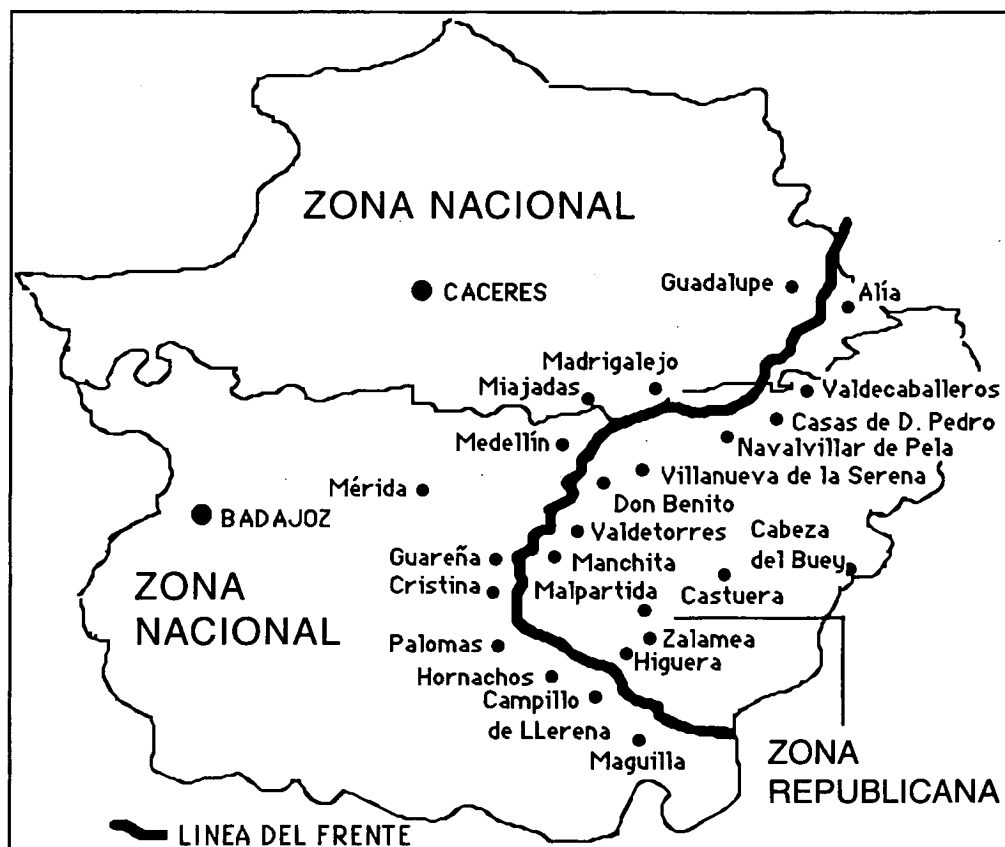 ZONA NACIONAL
Guadalupe
CACERES
Alía
Madrigalejo
Miajadas
Valdecaballeros
Casas de D. Pedro
Medellín
Navalvillar de Pela
Villanueva de la Serena
Mérida
Don Benito
BADAJOZ
Valdetorres
Cabeza
del Buey
Guareña
Manchita
ZONA
NACIONAL
Cristina
Malpartida
Castuera
Palomas
Zalamea
Higuera
Hornachos
Campillo
de LLerena
Maguilla
ZONA
REPUBLICANA
LINEA DEL FRENTE